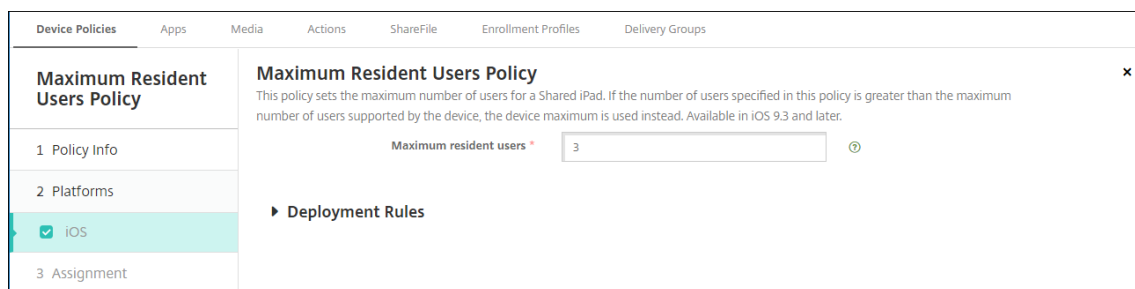 Device Policies Apps Media Actions ShareFile Enrollment Profiles Delivery Groups
Maximum Resident
Users Policy
1 Policy Info
2 Platforms
iOS
3 Assignment
Maximum Resident Users Policy
This policy sets the maximum number of users for a Shared iPad. If the number of users specified in this policy is greater than the maximum
number of users supported by the device, the device maximum is used instead. Available in iOS 9.3 and later.
Maximum resident users * 3
Deployment Rules